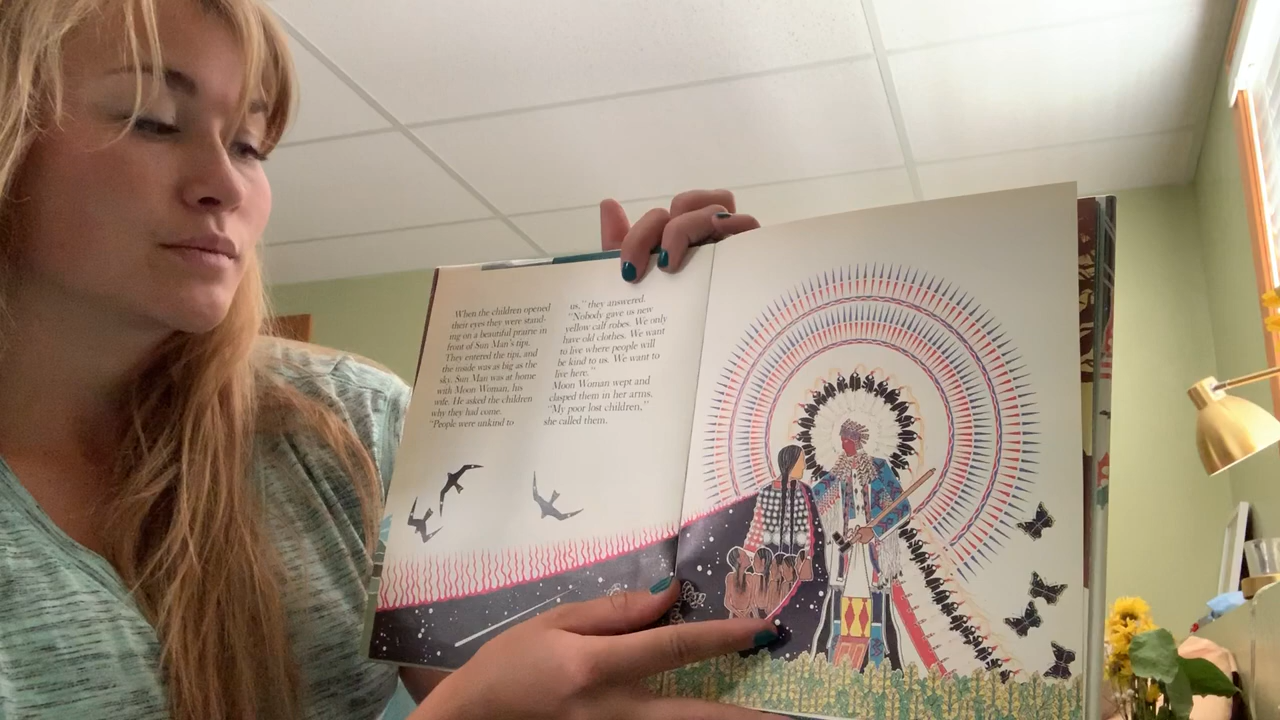 When the children opened
their eyes they were stand-
ing on a beautiful prairie in
front of Sun Man's tipi.
They entered the tipi, and
the inside was as big as the
sky. Sun Man was at home
with Moon Woman, his
wife. He asked the children
why they had come.
"People were unkind to
us," they answered.
"Nobody gave us new
yellow calf robes. We only
have old clothes. We want
to live where people will
be kind to us. We want to
live here."
Moon Woman wept and
clasped them in her arms.
"My poor lost children,"
she called them.